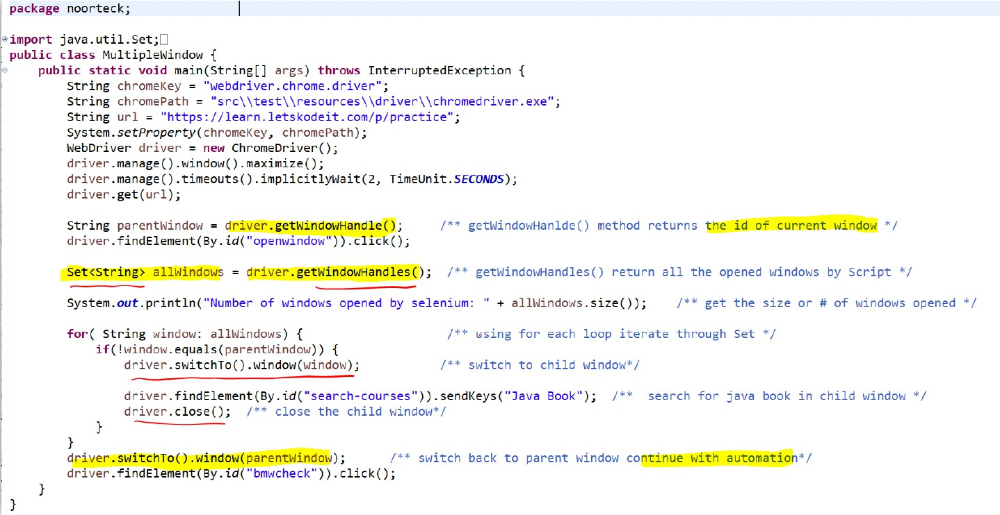 package noorteck;
import java.util.Set;
public class MultipleWindow {
public static void main(String[] args) throws InterruptedException {
String chromeKey = "webdriver.chrome.driver";
String chromePath = "src\\test\\resources\\driver\\chromedriver.exe";
String url = "https://learn.letskodeit.com/p/practice";
System.setProperty(chromeKey, chromePath);
WebDriver driver = new ChromeDriver();
driver.manage().window().maximize();
driver.manage().timeouts().implicitlyWait(2, TimeUnit.SECONDS);
driver.get(url);
String parentWindow = driver.getWindowHandle(); /** getWindowHanlde() method returns the id of current window */
driver.findElement(By.id("openwindow")).click();
Set<String> allWindows = driver.getWindowHandles(); /** getWindowHandles() return all the opened windows by Script */
System.out.println("Number of windows opened by selenium: " + allWindows.size()); /** get the size or # of windows opened */
for( String window: allWindows) { /** using for each loop iterate through Set */
if(!window.equals(parentWindow)) {
driver.switchTo().window(window); /** switch to child window*/
driver.findElement(By.id("search-courses")).sendKeys("Java Book"); /** search for java book in child window */
driver.close(); /** close the child window*/
}
}
driver.switchTo().window(parentWindow); /** switch back to parent window continue with automation*/
driver.findElement(By.id("bmwcheck")).click();
}
}